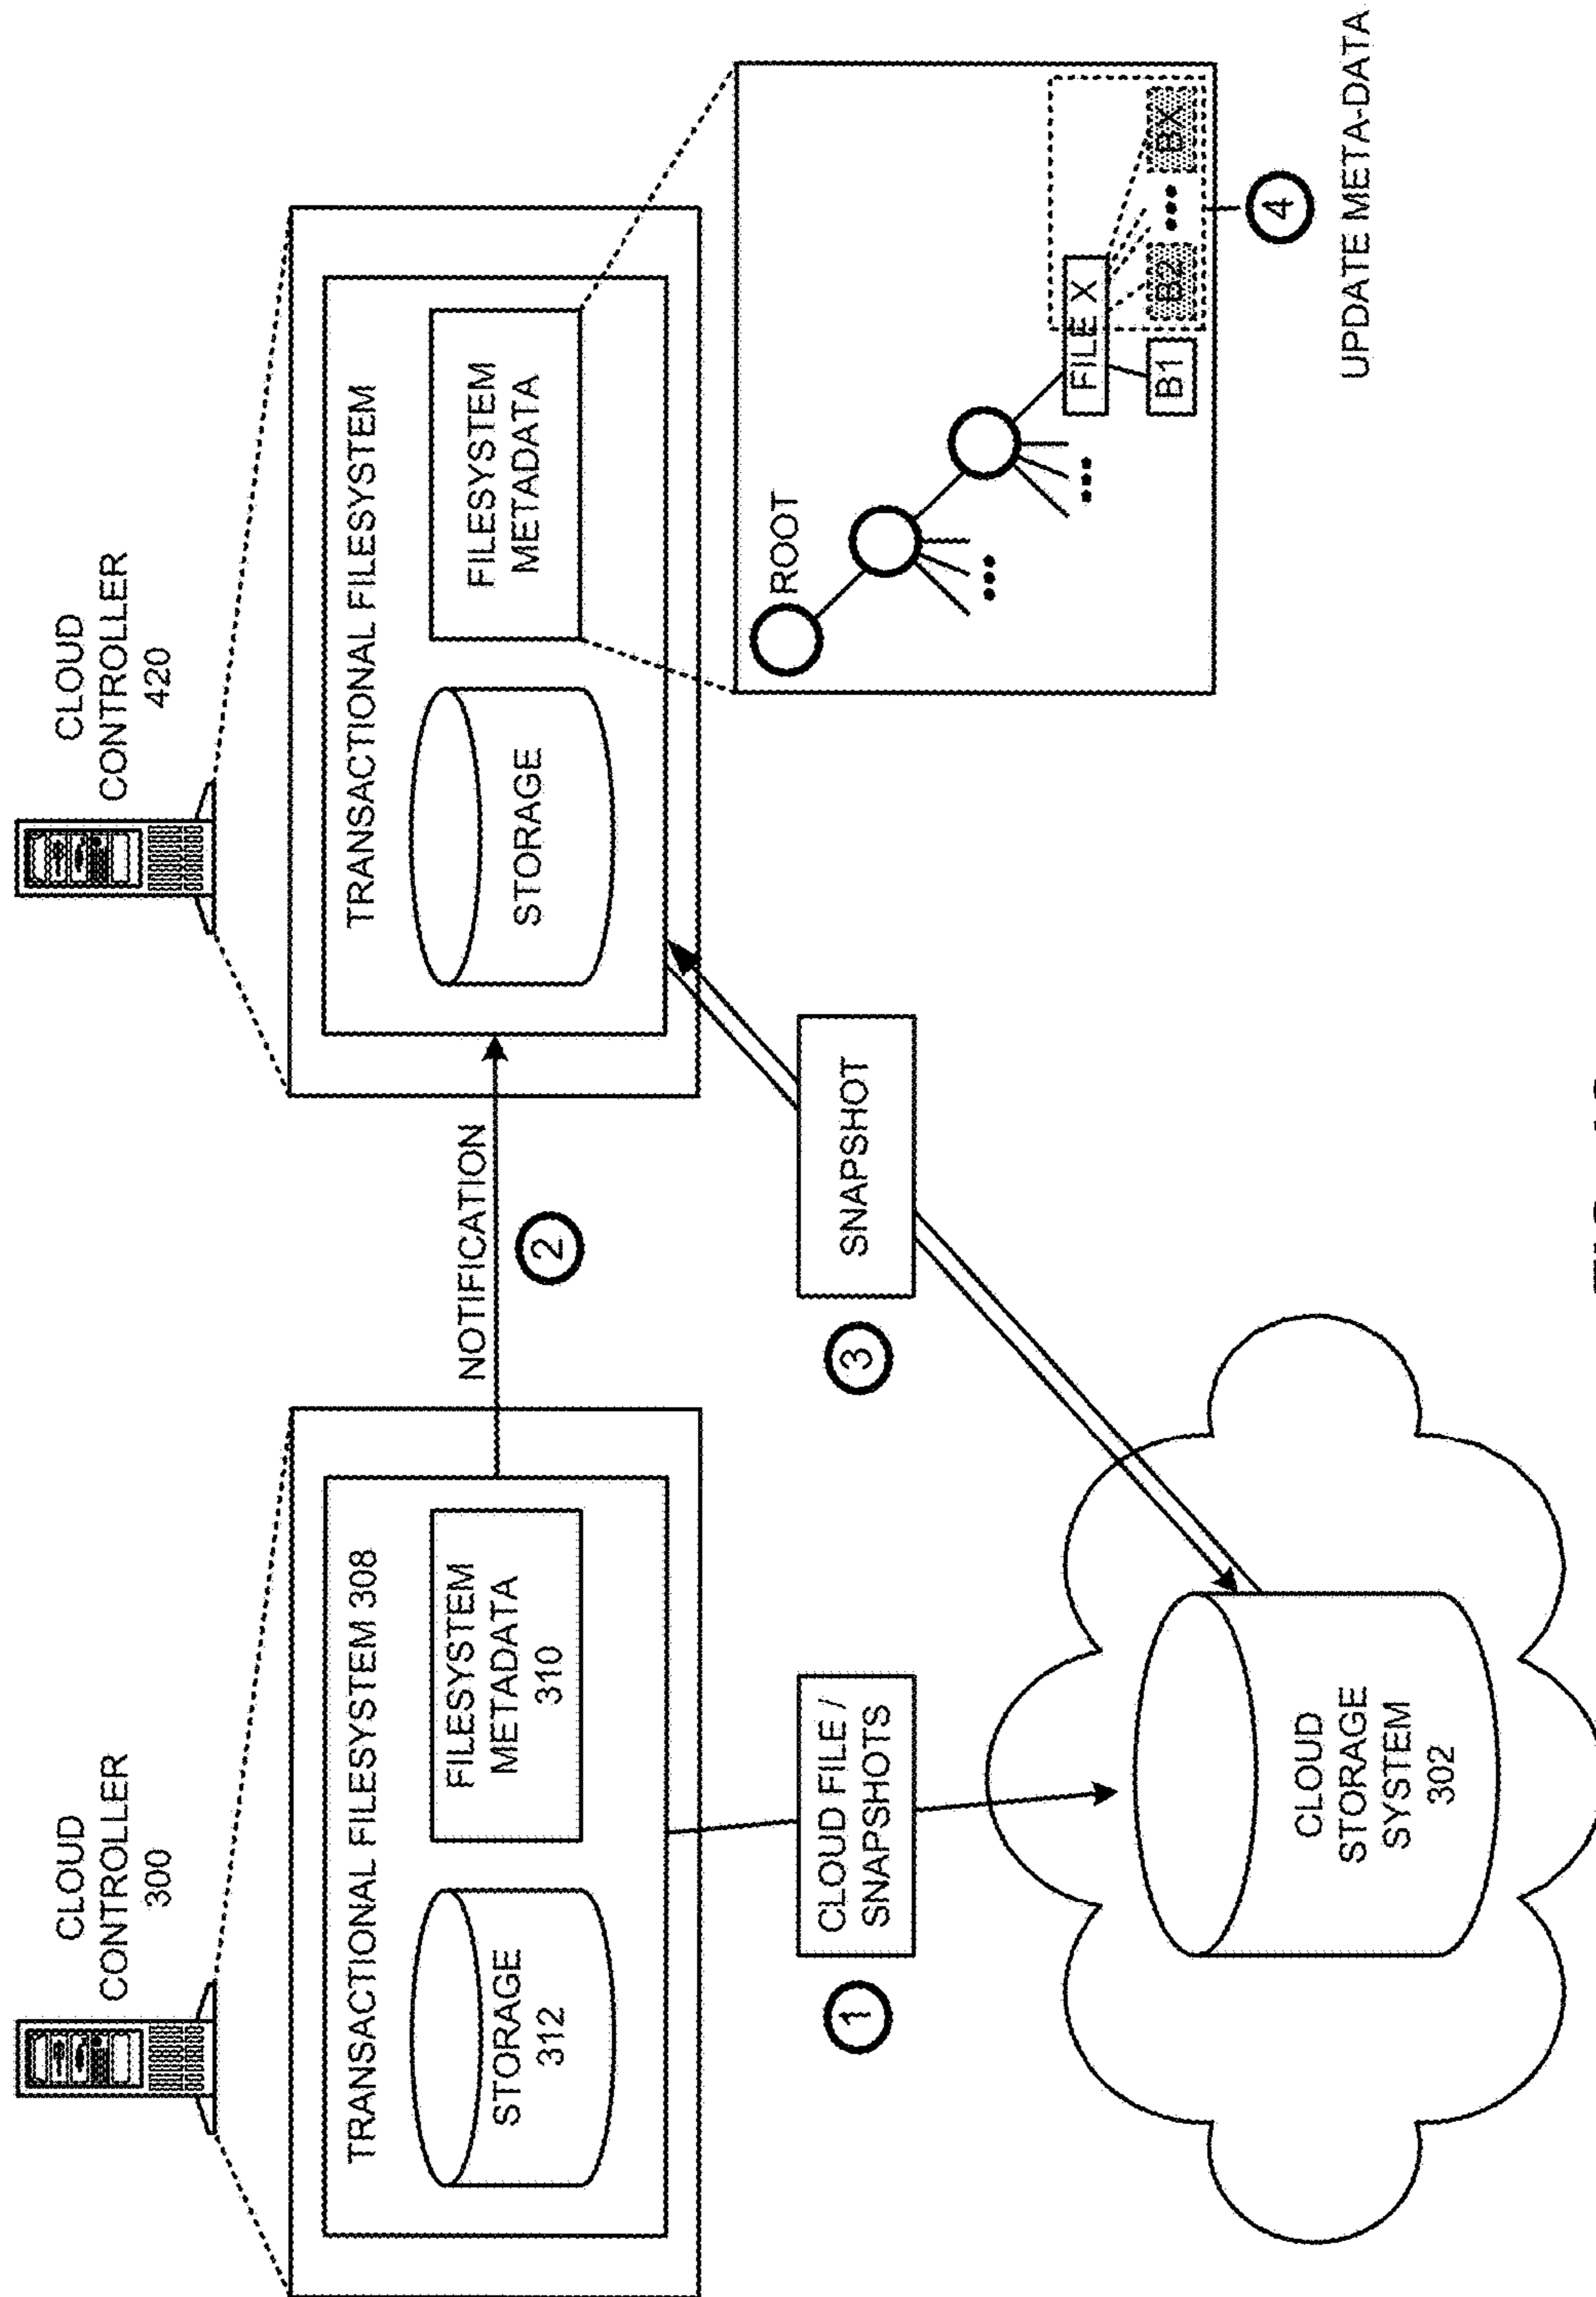 CLOUD
CONTROLLER
300
TRANSACTIONAL FILESYSTEM 308
STORAGE
312
FILESYSTEM
METADATA
310
NOTIFICATION
2
CLOUD
CONTROLLER
420
TRANSACTIONAL FILESYSTEM
STORAGE
FILESYSTEM
METADATA
1
CLOUD FILE /
SNAPSHOTS
3
SNAPSHOT
ROOT
FILE X
B1
B2
BX
4
UPDATE META-DATA
CLOUD
STORAGE
SYSTEM
302